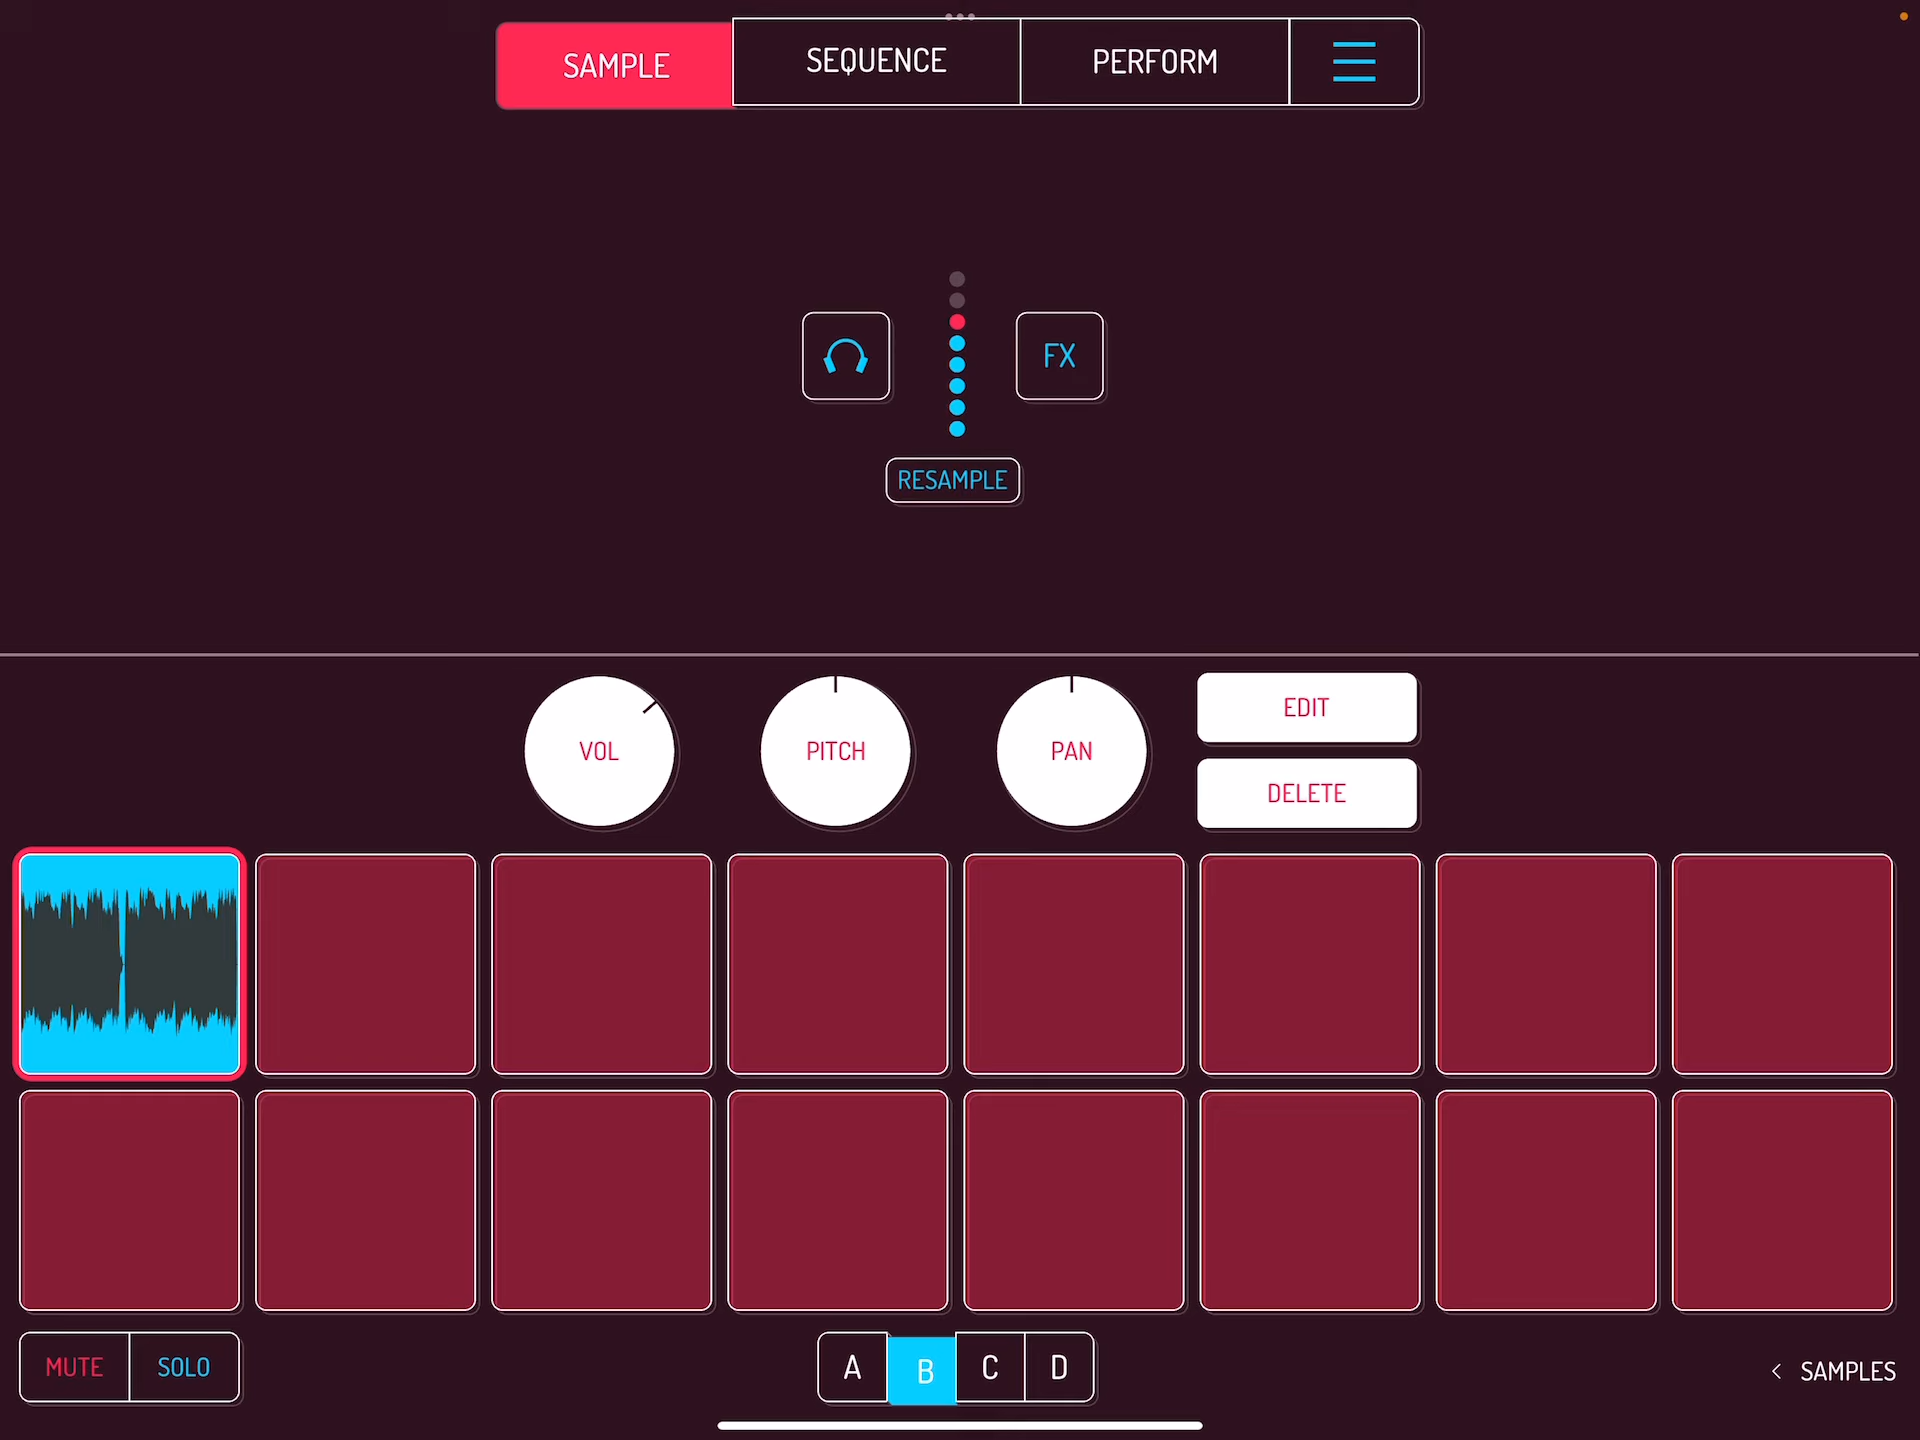 SAMPLE SEQUENCE PERFORM
FX
RESAMPLE
VOL PITCH PAN EDIT
DELETE
MUTE SOLO A B C D < SAMPLES